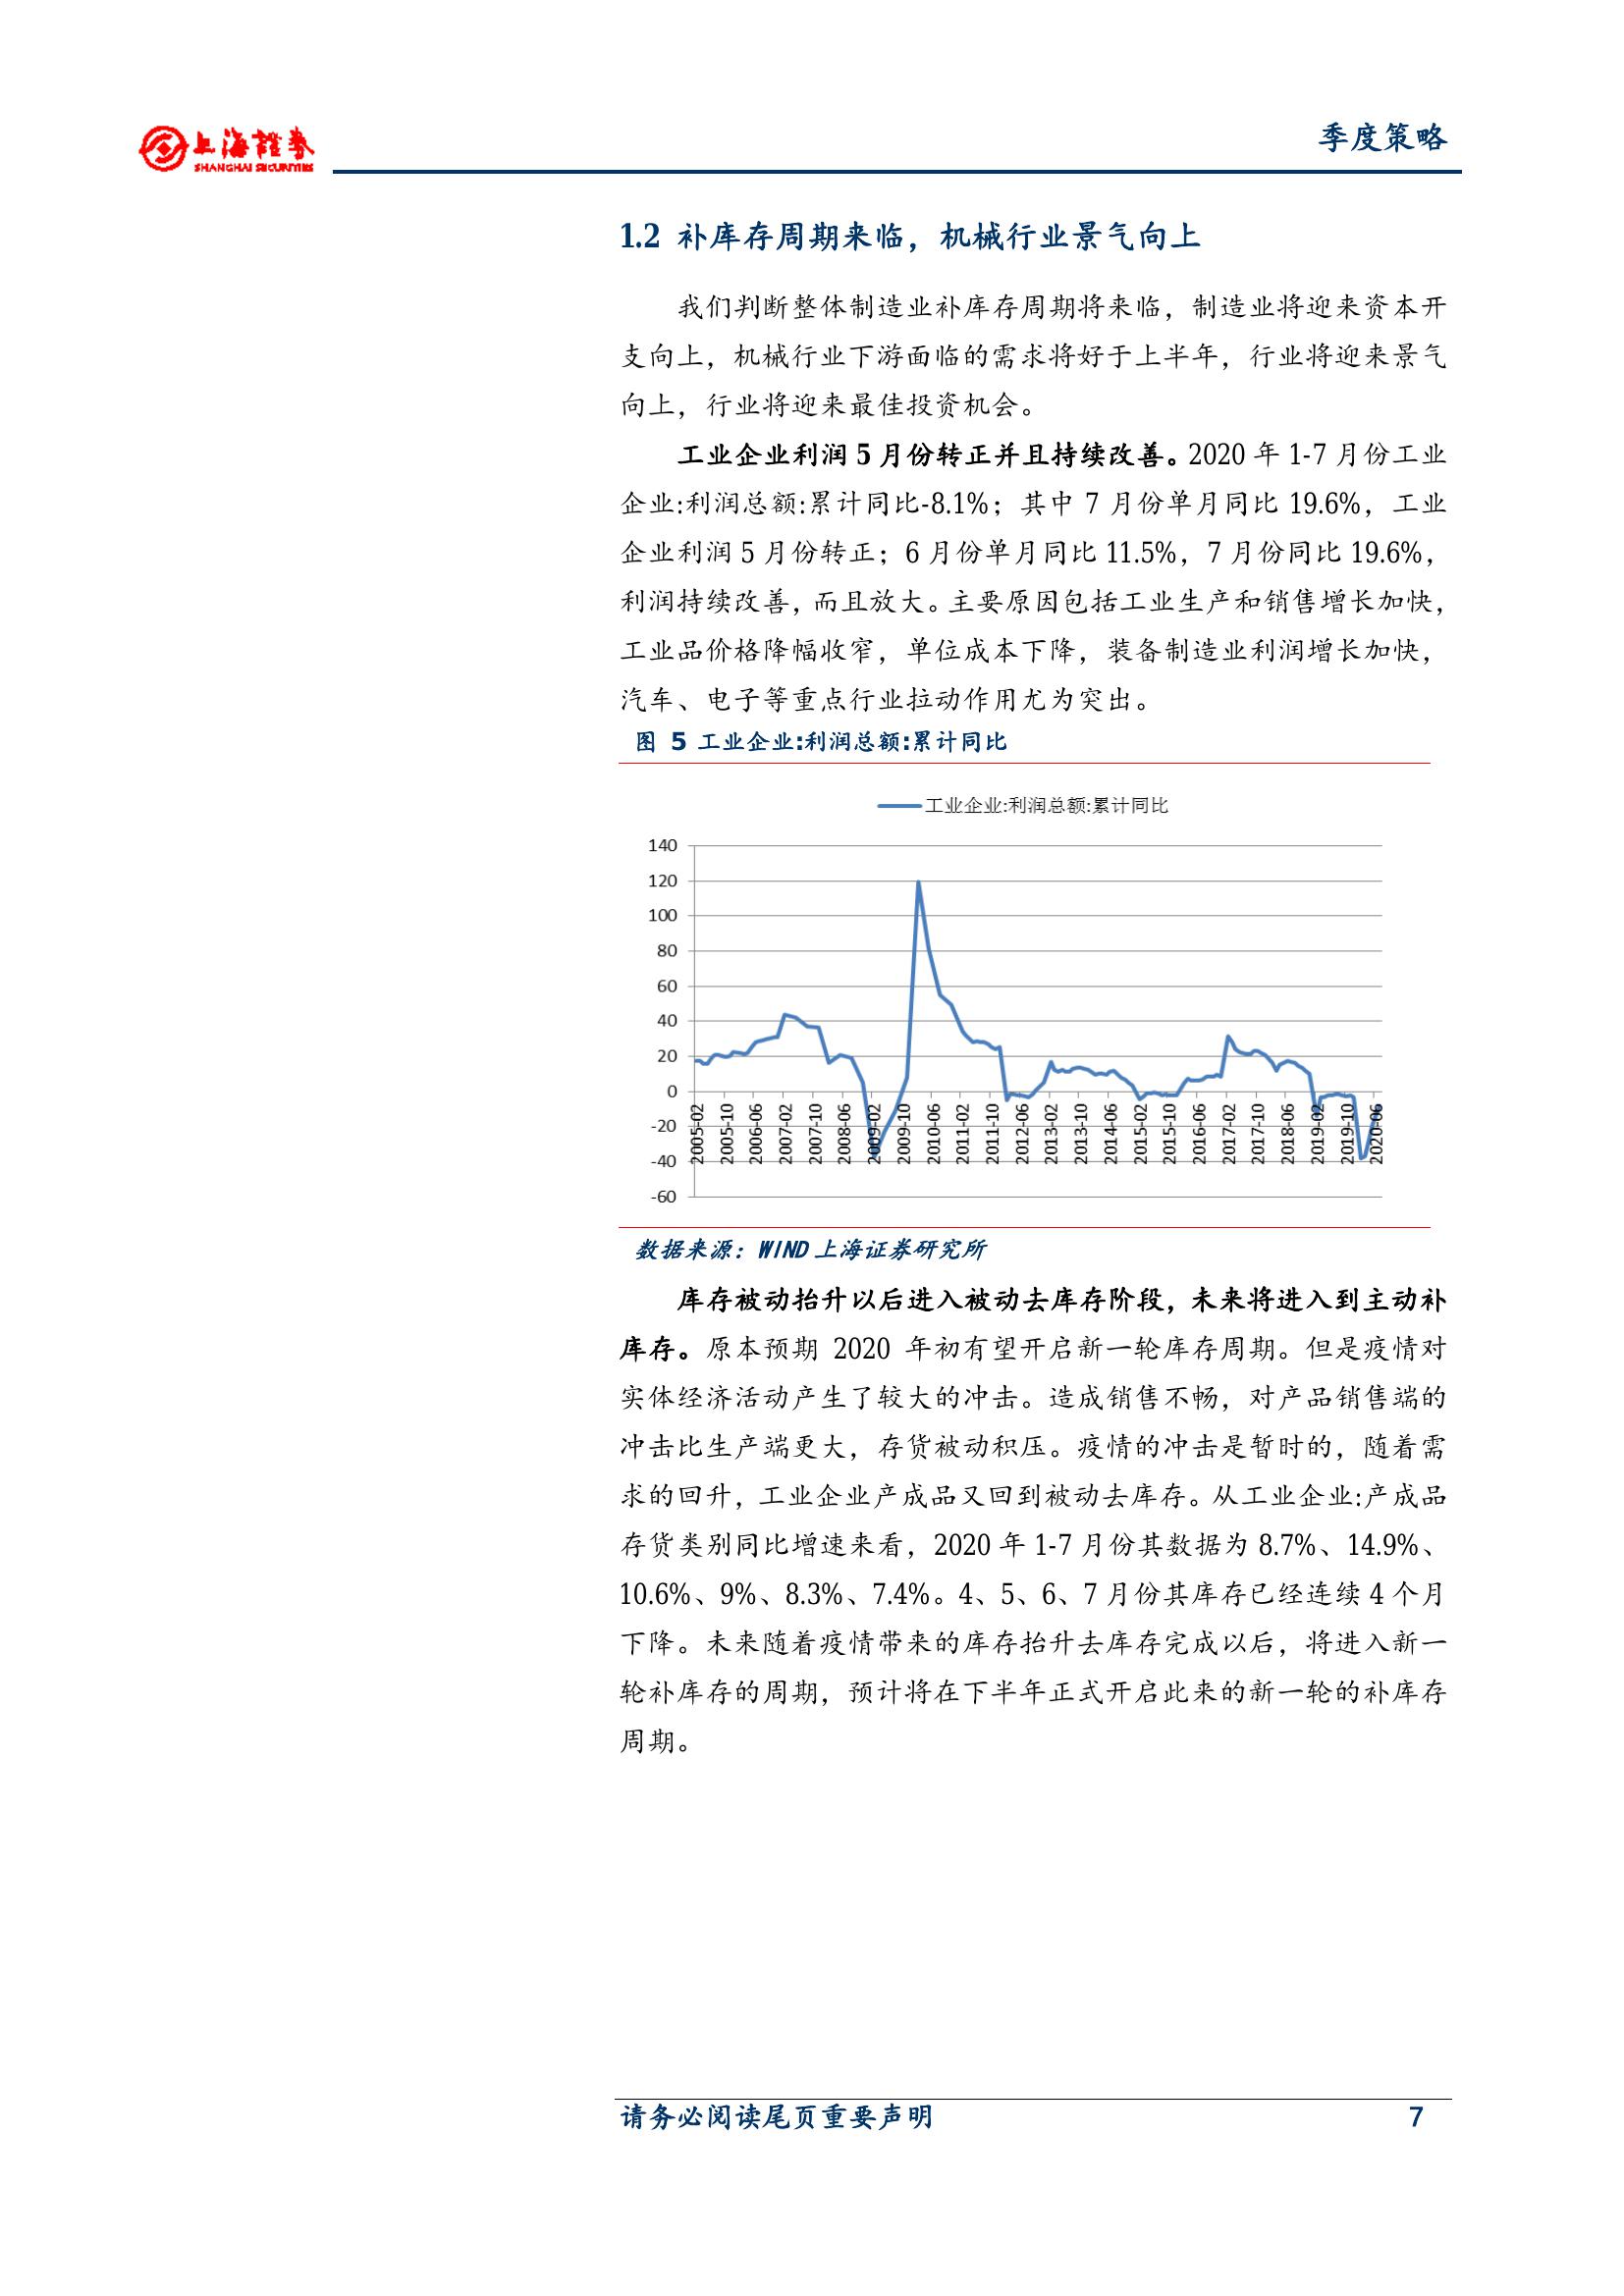 上海證券
SHANGHAI SECURITIES
季度策略
1.2 补库存周期来临，机械行业景气向上
我们判断整体制造业补库存周期将来临，制造业将迎来资本开
支向上，机械行业下游面临的需求将好于上半年，行业将迎来景气
向上，行业将迎来最佳投资机会。
工业企业利润 5 月份转正并且持续改善。2020 年 1-7 月份工业
企业:利润总额:累计同比-8.1%；其中 7 月份单月同比 19.6%，工业
企业利润 5 月份转正；6 月份单月同比 11.5%，7 月份同比 19.6%，
利润持续改善，而且放大。主要原因包括工业生产和销售增长加快，
工业品价格降幅收窄，单位成本下降，装备制造业利润增长加快，
汽车、电子等重点行业拉动作用尤为突出。
图 5 工业企业:利润总额:累计同比
工业企业:利润总额:累计同比
140
120
100
80
60
40
20
0
-20
-40
-60
2005-02
2005-10
2006-06
2007-02
2007-10
2008-06
2009-02
2009-10
2010-06
2011-02
2011-10
2012-06
2013-02
2013-10
2014-06
2015-02
2015-10
2016-06
2017-02
2017-10
2018-06
2019-02
2019-10
2020-06
数据来源：WIND 上海证券研究所
库存被动抬升以后进入被动去库存阶段，未来将进入到主动补
库存。原本预期 2020 年初有望开启新一轮库存周期。但是疫情对
实体经济活动产生了较大的冲击。造成销售不畅，对产品销售端的
冲击比生产端更大，存货被动积压。疫情的冲击是暂时的，随着需
求的回升，工业企业产成品又回到被动去库存。从工业企业:产成品
存货类别同比增速来看，2020 年 1-7 月份其数据为 8.7%、14.9%、
10.6%、9%、8.3%、7.4%。4、5、6、7 月份其库存已经连续 4 个月
下降。未来随着疫情带来的库存抬升去库存完成以后，将进入新一
轮补库存的周期，预计将在下半年正式开启此来的新一轮的补库存
周期。
请务必阅读尾页重要声明
7